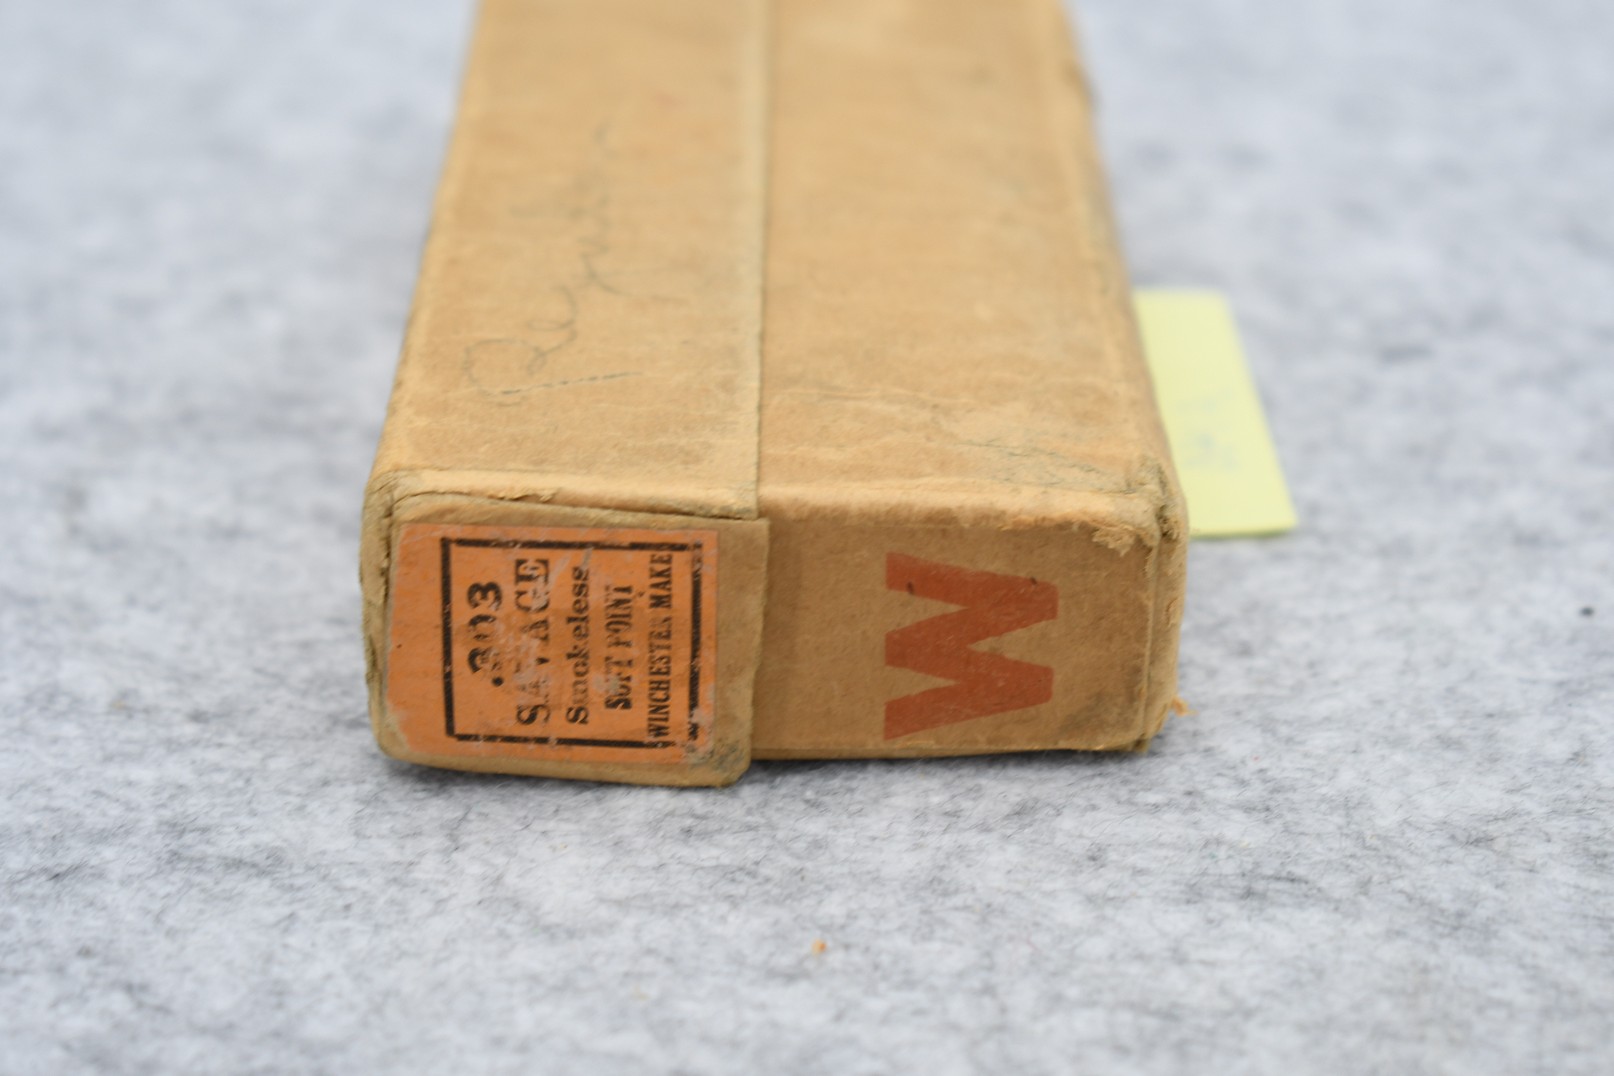 .303
SAVAGE
Smokeless
SOFT POINT
WINCHESTER MAKE
W